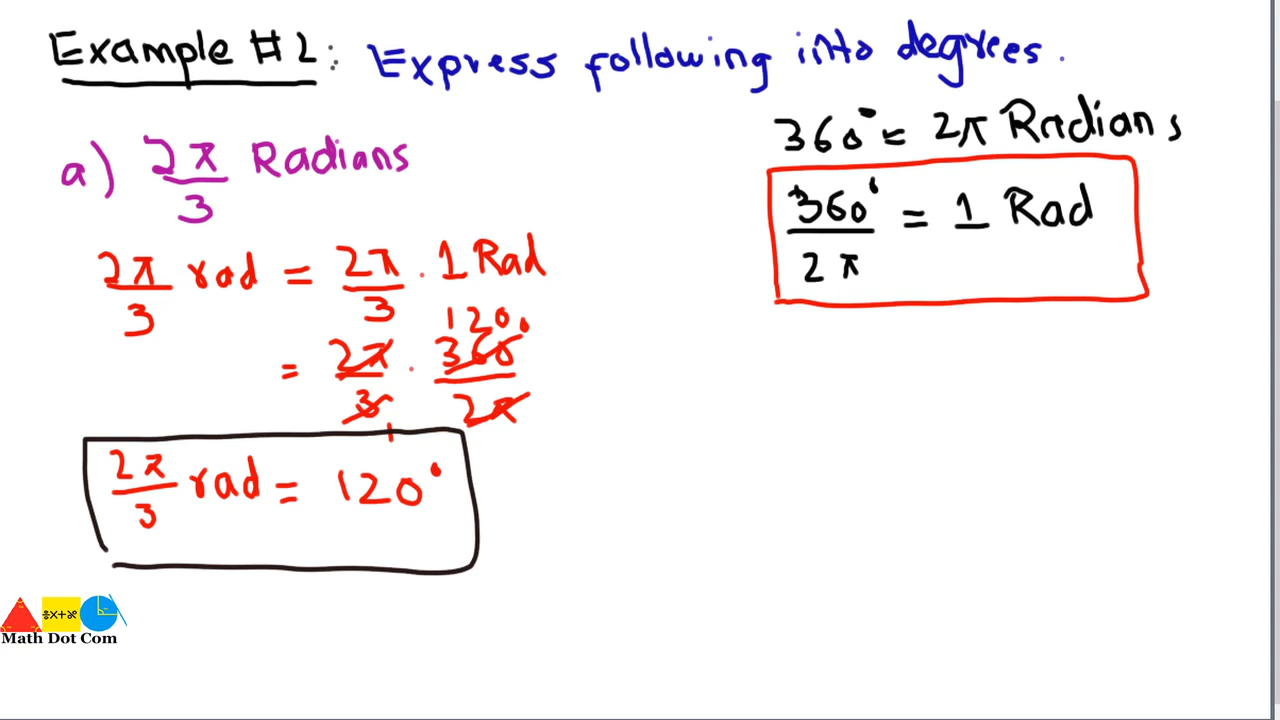 Example #2: Express following into degrees.
360° = 2π Radians
a) 2π/3 Radians
360°/2π = 1 Rad
2π/3 rad = 2π/3 . 1 Rad
120°
= 2π/3 . 360°/2π
1
2π/3 rad = 120°
Math Dot Com